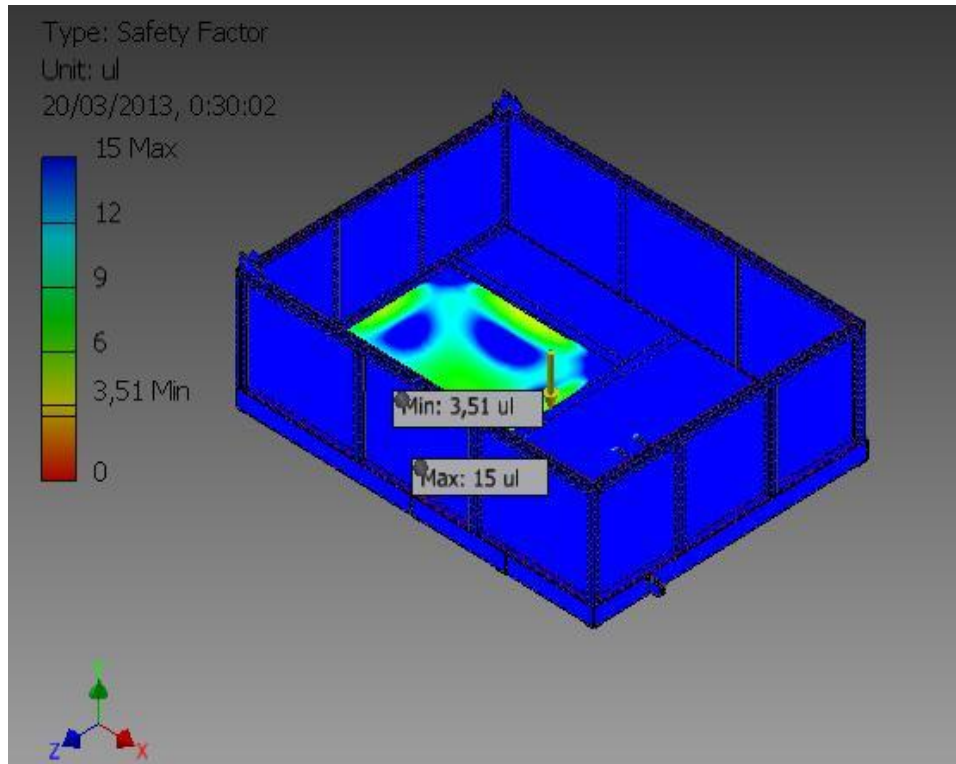 Type: Safety Factor
Unit: ul
20/03/2013, 0:30:02
15 Max
12
9
6
3,51 Min
0
Min: 3,51 ul
Max: 15 ul
Y
Z
X